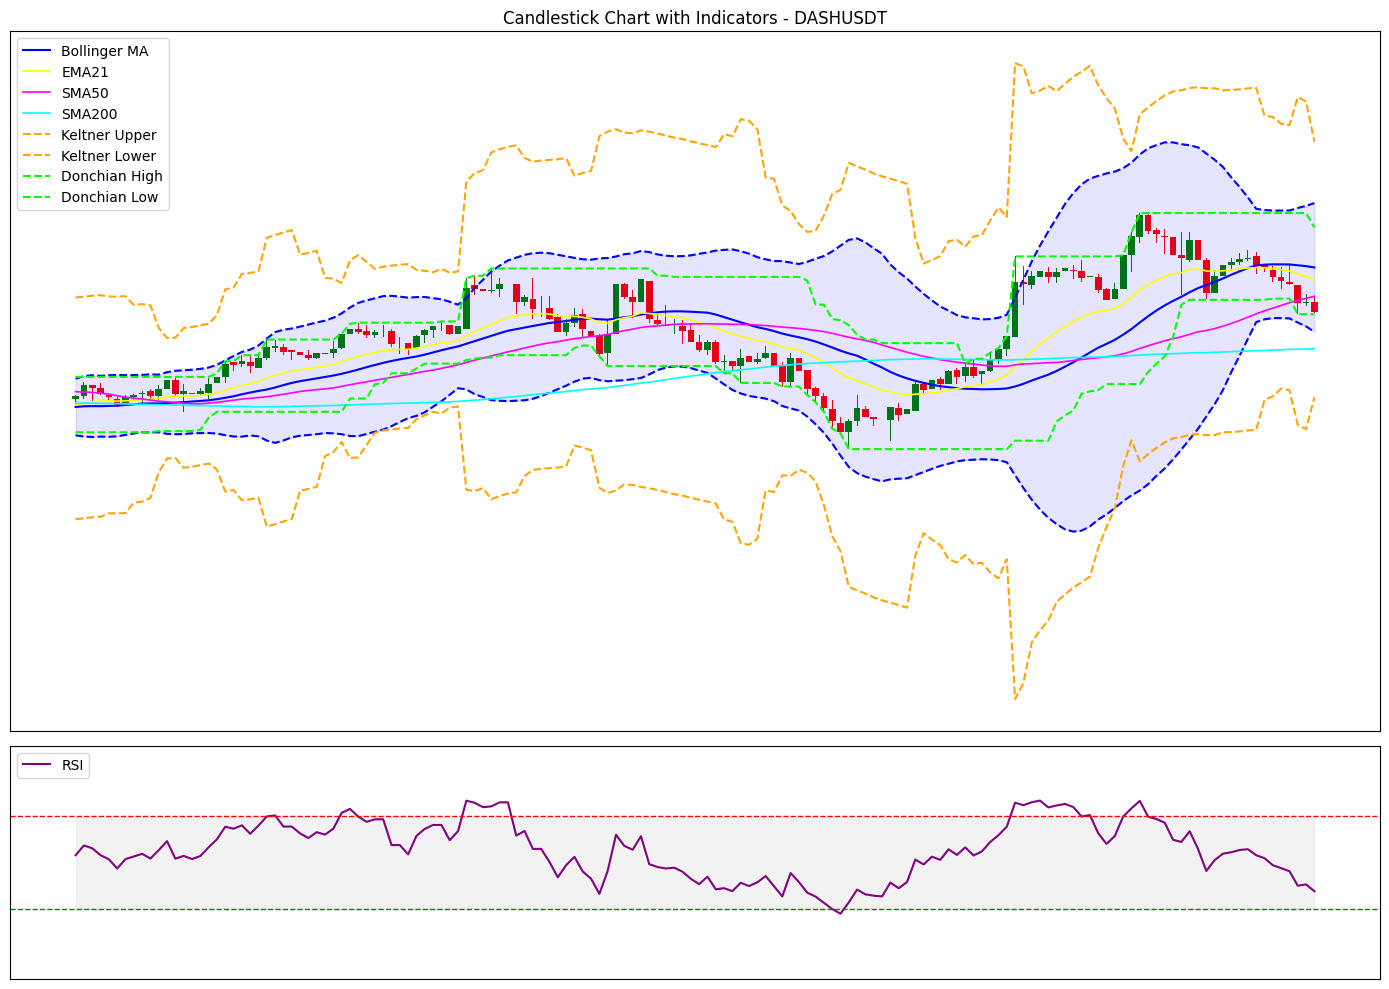 Candlestick Chart with Indicators - DASHUSDT
Bollinger MA
EMA21
SMA50
SMA200
Keltner Upper
Keltner Lower
Donchian High
Donchian Low
RSI